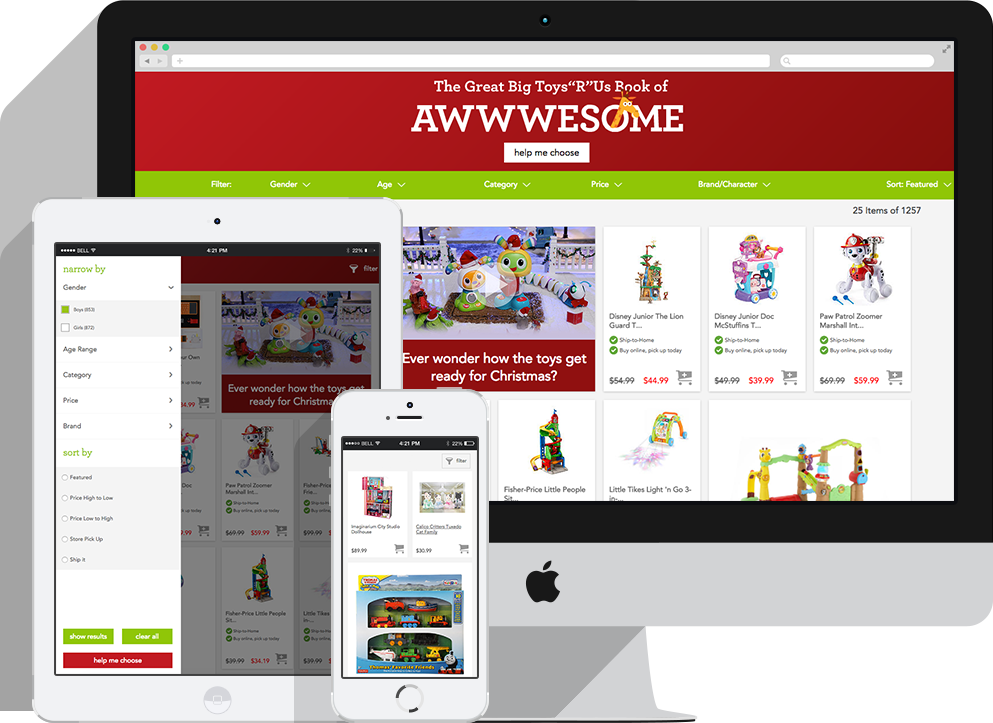 The Great Big Toys“R”Us Book of
AWWWESOME
help me choose
Filter:
Gender
Age
Category
Price
Brand/Character
Sort: Featured
25 Items of 1257
Ever wonder how the toys get
ready for Christmas?
Disney Junior The Lion
Guard T...
Ship-to-Home
Buy online, pick up today
$54.99 $44.99
Disney Junior Doc
McStuffins T...
Ship-to-Home
Buy online, pick up today
$49.99 $39.99
Paw Patrol Zoomer
Marshall Int...
Ship-to-Home
Buy online, pick up today
$69.99 $59.99
Fisher-Price Little People
Sit...
Little Tikes Light 'n Go 3-
in-...
BELL 4:21 PM 22%
narrow by
Gender
Boys (853)
Girls (872)
Age Range
Category
Price
Brand
sort by
Featured
Price High to Low
Price Low to High
Store Pick Up
Ship it
show results
clear all
help me choose
filter
Ever wonder how the toys get
ready for Christmas
Paw Patrol Zoomer
Marshall Int...
Ship-to-Home
Buy online, pick up today
$69.99 $59.99
Fisher-Price Little People
Sit...
Ship-to-Home
Buy online, pick up today
$39.99 $34.19
Little Tikes
in-...
Ship-to-
$39.99
BELL 4:21 PM 22%
filter
Imaginarium City Studio
Dollhouse
$89.99
Calico Critters Tuxedo
Cat Family
$30.99
Thomas' Favorite Friends